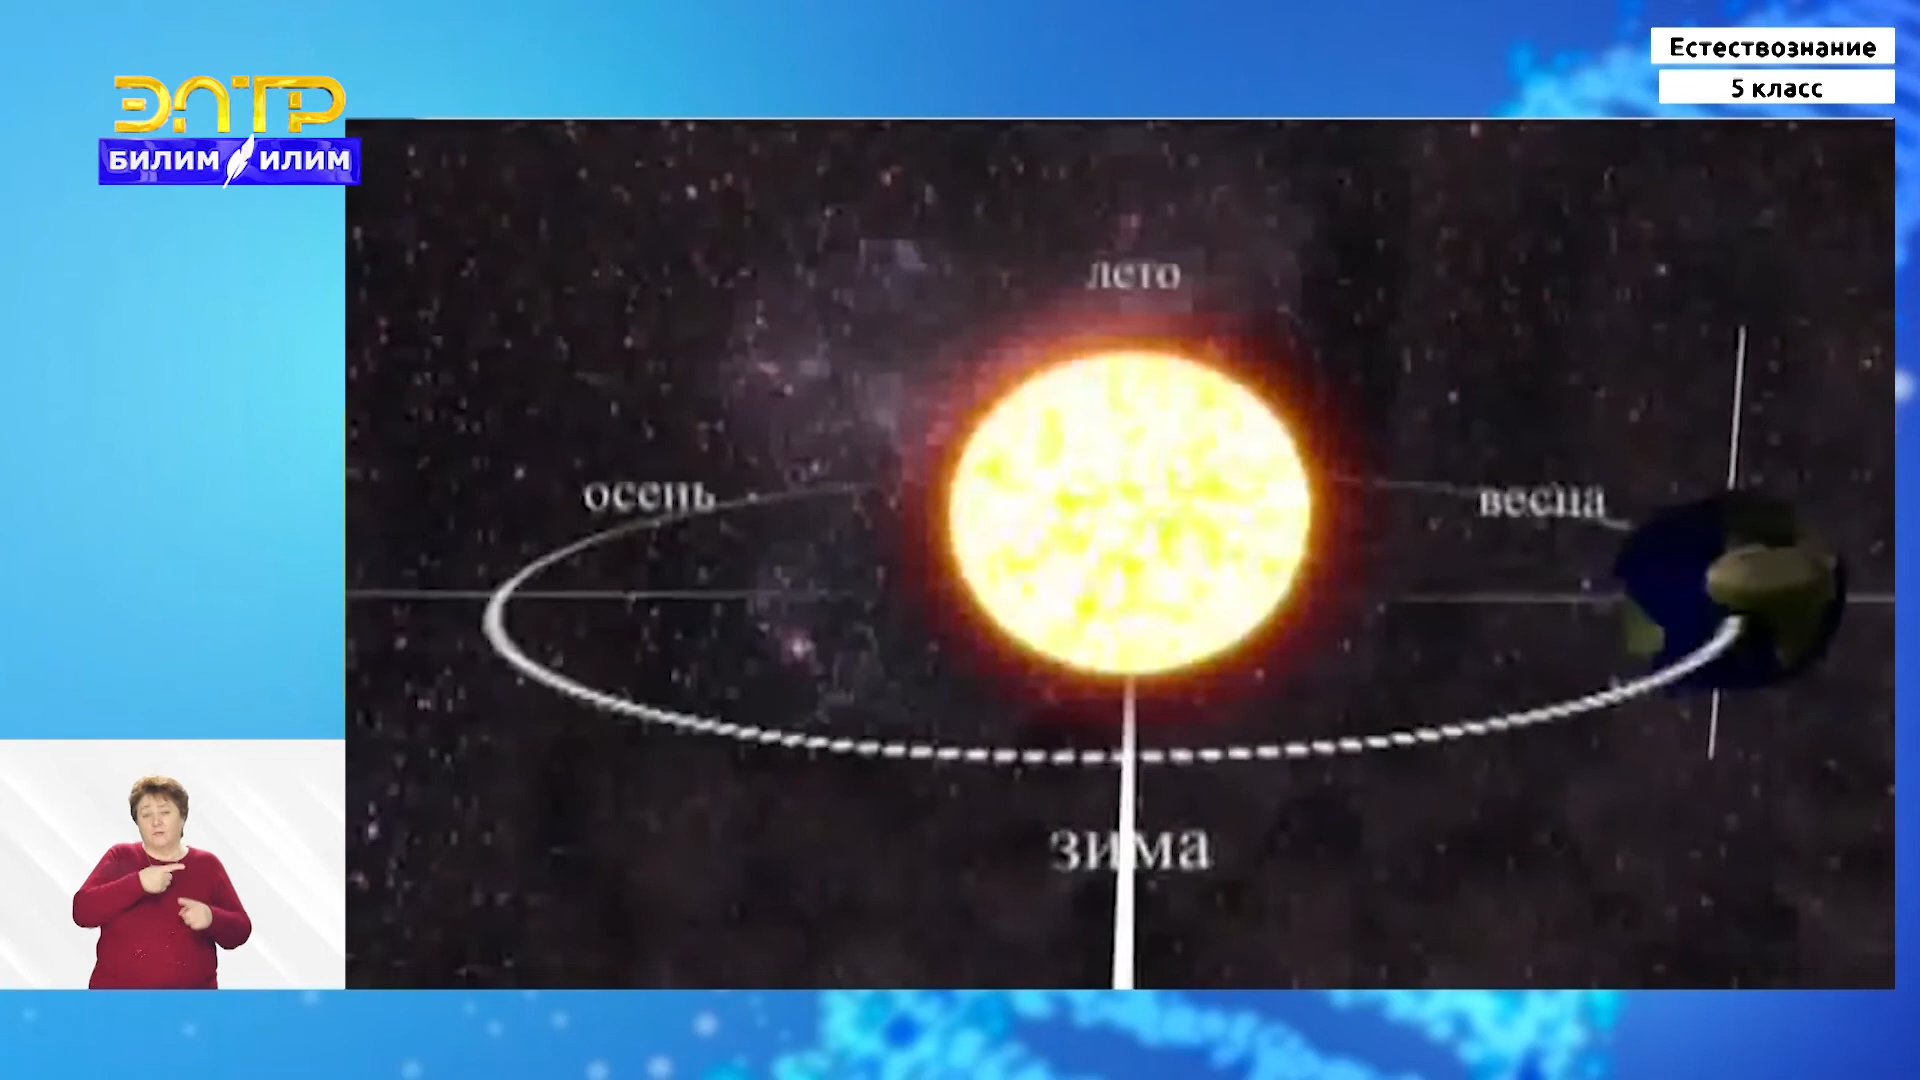 Естествознание
5 класс
ЭЛТР
БИЛИМ ИЛИМ
лето
осень
весна
зима